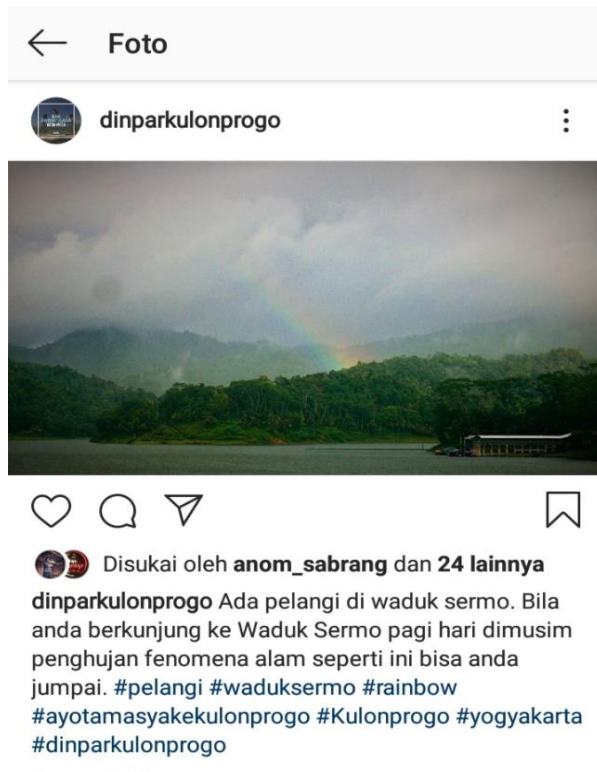 Foto
dinparkulonprogo
Disukai oleh anom_sabrang dan 24 lainnya
dinparkulonprogo Ada pelangi di waduk sermo. Bila
anda berkunjung ke Waduk Sermo pagi hari dimusim
penghujan fenomena alam seperti ini bisa anda
jumpai. #pelangi #waduksermo #rainbow
#ayotamasyakekulonprogo #Kulonprogo #yogyakarta
#dinparkulonprogo